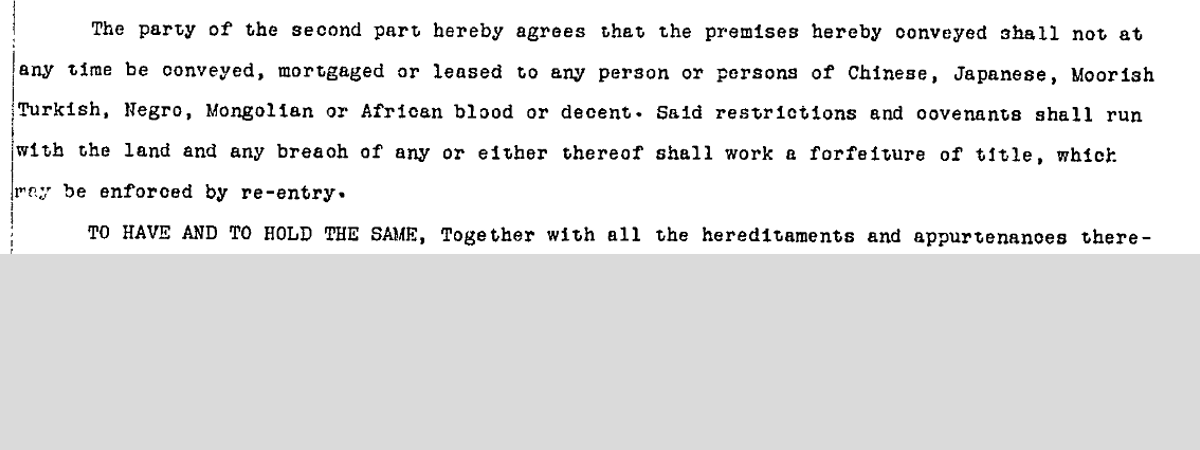 The party of the second part hereby agrees that the premises hereby conveyed shall not at
any time be conveyed, mortgaged or leased to any person or persons of Chinese, Japanese, Moorish
Turkish, Negro, Mongolian or African blood or decent. Said restrictions and covenants shall run
with the land and any breach of any or either thereof shall work a forfeiture of title, which
may be enforced by re-entry.
TO HAVE AND TO HOLD THE SAME, Together with all the hereditaments and appurtenances there-